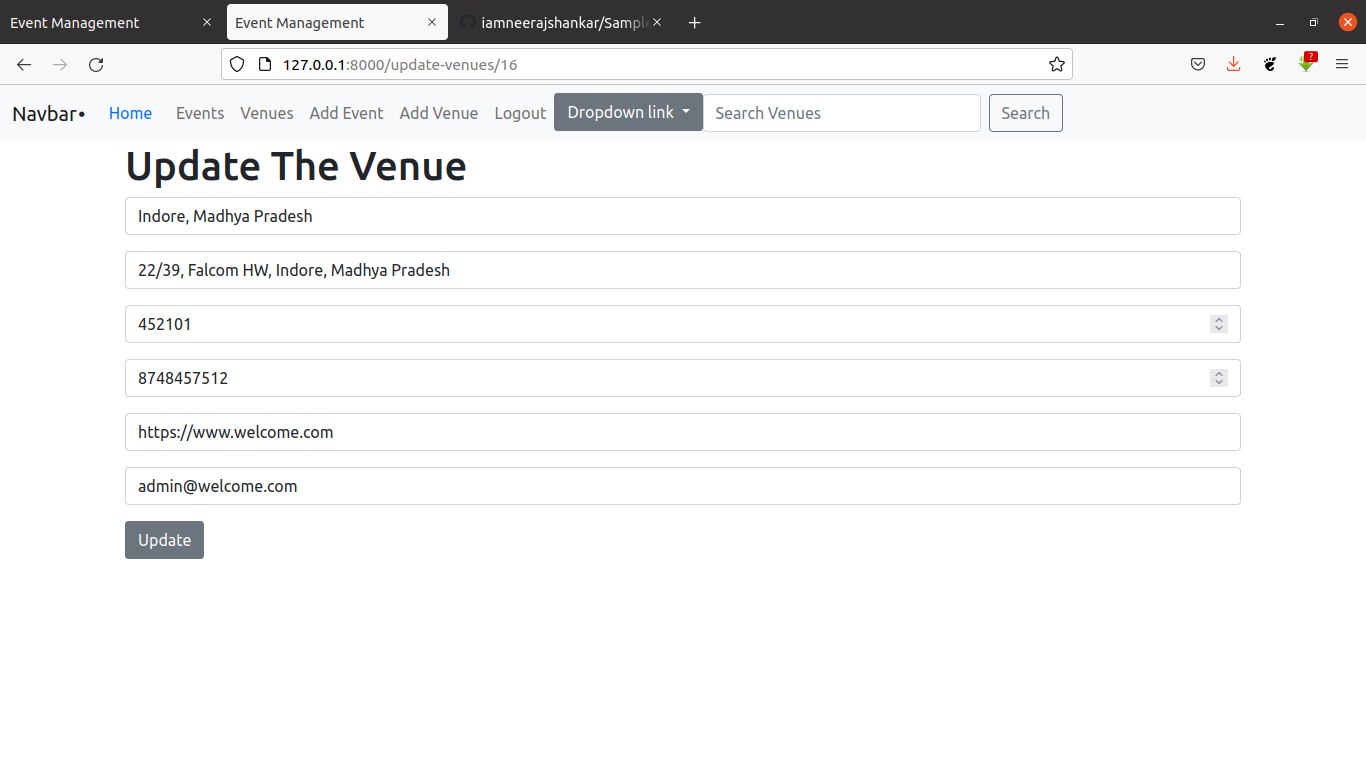 Event Management
Event Management
iamneerajshankar/Sampl
127.0.0.1:8000/update-venues/16
?
Navbar• Home Events Venues Add Event Add Venue Logout Dropdown link Search Venues Search
Update The Venue
Indore, Madhya Pradesh
22/39, Falcom HW, Indore, Madhya Pradesh
452101
8748457512
https://www.welcome.com
admin@welcome.com
Update